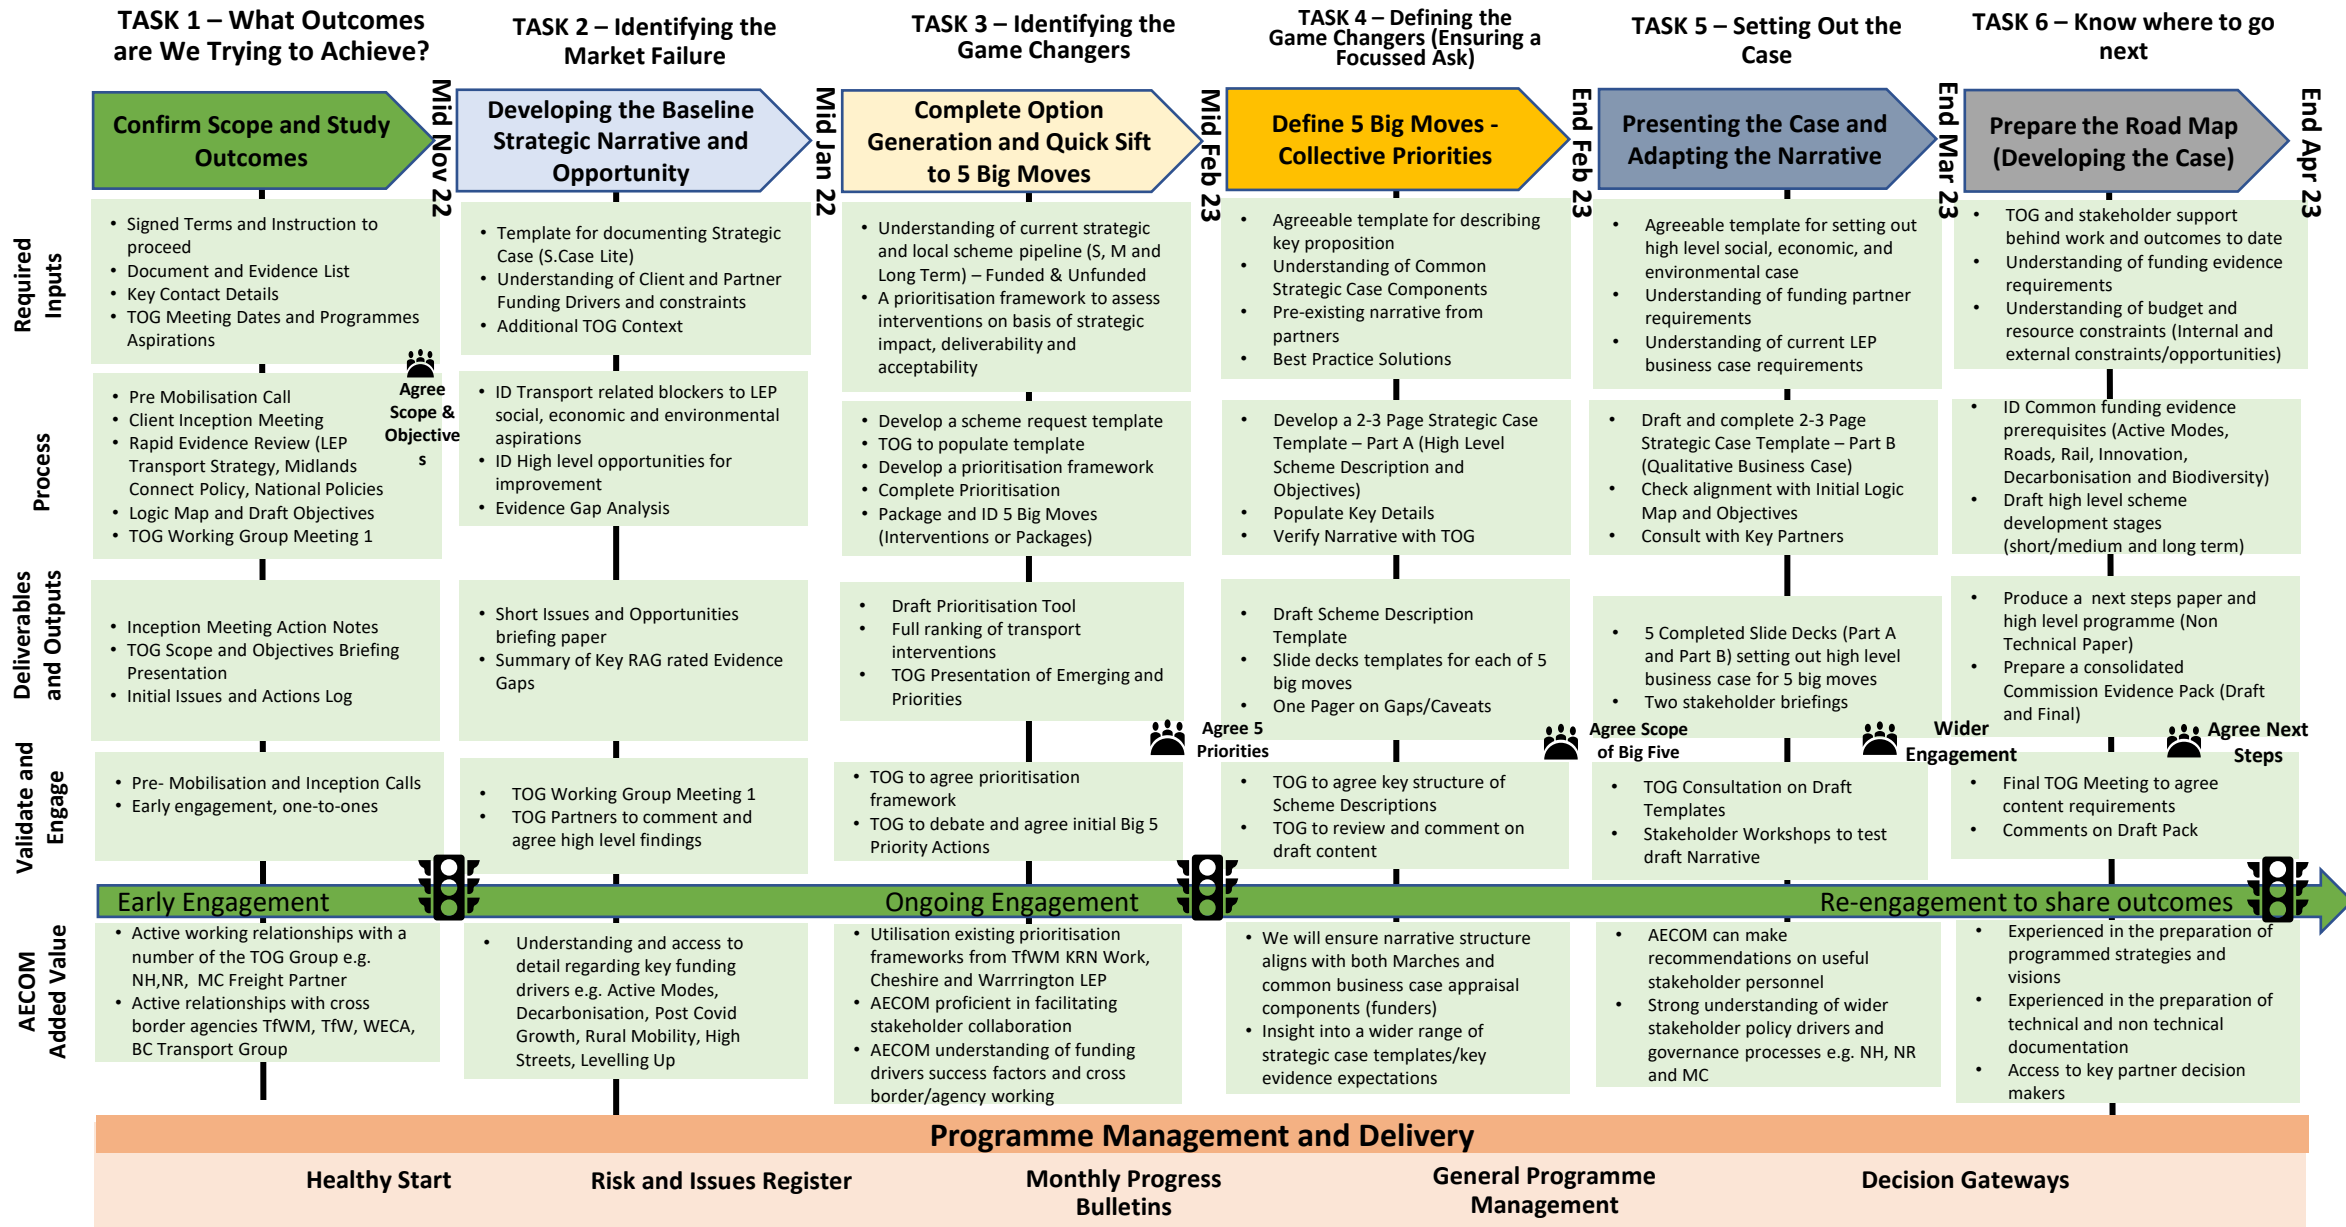 TASK 1 – What Outcomes
are We Trying to Achieve?
TASK 2 – Identifying the
Market Failure
TASK 3 – Identifying the
Game Changers
TASK 4 – Defining the
Game Changers (Ensuring a
Focussed Ask)
TASK 5 – Setting Out the
Case
TASK 6 – Know where to go
next
Confirm Scope and Study
Outcomes
Mid Nov 22
Developing the Baseline
Strategic Narrative and
Opportunity
Mid Jan 22
Complete Option
Generation and Quick Sift
to 5 Big Moves
Mid Feb 23
Define 5 Big Moves -
Collective Priorities
End Feb 23
Presenting the Case and
Adapting the Narrative
End Mar 23
Prepare the Road Map
(Developing the Case)
End Apr 23
Required
Inputs
• Signed Terms and Instruction to
proceed
• Document and Evidence List
• Key Contact Details
• TOG Meeting Dates and Programmes
Aspirations
• Template for documenting Strategic
Case (S.Case Lite)
• Understanding of Client and Partner
Funding Drivers and constraints
• Additional TOG Context
• Understanding of current strategic
and local scheme pipeline (S, M and
Long Term) – Funded & Unfunded
• A prioritisation framework to assess
interventions on basis of strategic
impact, deliverability and
acceptability
• Agreeable template for describing
key proposition
• Understanding of Common
Strategic Case Components
• Pre-existing narrative from
partners
• Best Practice Solutions
• Agreeable template for setting out
high level social, economic, and
environmental case
• Understanding of funding partner
requirements
• Understanding of current LEP
business case requirements
• TOG and stakeholder support
behind work and outcomes to date
• Understanding of funding evidence
requirements
• Understanding of budget and
resource constraints (Internal and
external constraints/opportunities)
Process
• Pre Mobilisation Call
• Client Inception Meeting
• Rapid Evidence Review (LEP
Transport Strategy, Midlands
Connect Policy, National Policies
• Logic Map and Draft Objectives
• TOG Working Group Meeting 1
Agree
Scope &
Objective
s
• ID Transport related blockers to LEP
social, economic and environmental
aspirations
• ID High level opportunities for
improvement
• Evidence Gap Analysis
• Develop a scheme request template
• TOG to populate template
• Develop a prioritisation framework
• Complete Prioritisation
• Package and ID 5 Big Moves
(Interventions or Packages)
• Develop a 2-3 Page Strategic Case
Template – Part A (High Level
Scheme Description and
Objectives)
• Populate Key Details
• Verify Narrative with TOG
• Draft and complete 2-3 Page
Strategic Case Template – Part B
(Qualitative Business Case)
• Check alignment with Initial Logic
Map and Objectives
• Consult with Key Partners
• ID Common funding evidence
prerequisites (Active Modes,
Roads, Rail, Innovation,
Decarbonisation and Biodiversity)
• Draft high level scheme
development stages
(short/medium and long term)
Deliverables
and Outputs
• Inception Meeting Action Notes
• TOG Scope and Objectives Briefing
Presentation
• Initial Issues and Actions Log
• Short Issues and Opportunities
briefing paper
• Summary of Key RAG rated Evidence
Gaps
• Draft Prioritisation Tool
• Full ranking of transport
interventions
• TOG Presentation of Emerging and
Priorities
Agree 5
Priorities
• Draft Scheme Description
Template
• Slide decks templates for each of 5
big moves
• One Pager on Gaps/Caveats
Agree Scope
of Big Five
• 5 Completed Slide Decks (Part A
and Part B) setting out high level
business case for 5 big moves
• Two stakeholder briefings
Wider
Engagement
• Produce a  next steps paper and
high level programme (Non
Technical Paper)
• Prepare a consolidated
Commission Evidence Pack (Draft
and Final)
Agree Next
Steps
Validate and
Engage
• Pre- Mobilisation and Inception Calls
• Early engagement, one-to-ones
• TOG Working Group Meeting 1
• TOG Partners to comment and
agree high level findings
• TOG to agree prioritisation
framework
• TOG to debate and agree initial Big 5
Priority Actions
• TOG to agree key structure of
Scheme Descriptions
• TOG to review and comment on
draft content
• TOG Consultation on Draft
Templates
• Stakeholder Workshops to test
draft Narrative
• Final TOG Meeting to agree
content requirements
• Comments on Draft Pack
Early Engagement
Ongoing Engagement
Re-engagement to share outcomes
AECOM
Added Value
• Active working relationships with a
number of the TOG Group e.g.
NH,NR,  MC Freight Partner
• Active relationships with cross
border agencies TfWM, TfW, WECA,
BC Transport Group
• Understanding and access to
detail regarding key funding
drivers e.g. Active Modes,
Decarbonisation, Post Covid
Growth, Rural Mobility, High
Streets, Levelling Up
• Utilisation existing prioritisation
frameworks from TfWM KRN Work,
Cheshire and Warrrington LEP
• AECOM proficient in facilitating
stakeholder collaboration
• AECOM understanding of funding
drivers success factors and cross
border/agency working
• We will ensure narrative structure
aligns with both Marches and
common business case appraisal
components (funders)
• Insight into a wider range of
strategic case templates/key
evidence expectations
• AECOM can make
recommendations on useful
stakeholder personnel
• Strong understanding of wider
stakeholder policy drivers and
governance processes e.g. NH, NR
and MC
• Experienced in the preparation of
programmed strategies and
visions
• Experienced in the preparation of
technical and non technical
documentation
• Access to key partner decision
makers
Programme Management and Delivery
Healthy Start
Risk and Issues Register
Monthly Progress
Bulletins
General Programme
Management
Decision Gateways